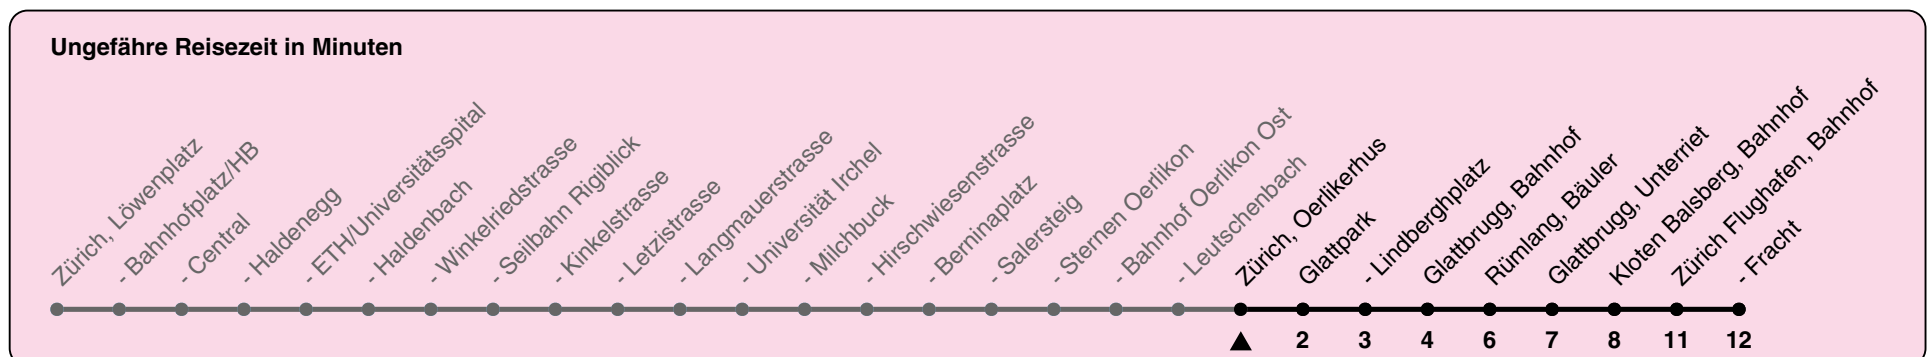 Ungefähre Reisezeit in Minuten
Zürich, Löwenplatz
- Bahnhofplatz/HB
- Central
- Haldenegg
- ETH/Universitätsspital
- Haldenbach
- Winkelriedstrasse
- Seilbahn Rigiblick
- Kinkelstrasse
- Letzistrasse
- Langmauerstrasse
- Universität Irchel
- Milchbuck
- Hirschwiesenstrasse
- Berninaplatz
- Salersteig
- Sternen Oerlikon
- Bahnhof Oerlikon Ost
- Leutschenbach
Zürich, Oerlikerhus
Glattpark
- Lindberghplatz
Glattbrugg, Bahnhof
Rümlang, Bäuler
Glattbrugg, Unterriet
Kloten Balsberg, Bahnhof
Zürich Flughafen, Bahnhof
- Fracht
2 3 4 6 7 8 11 12